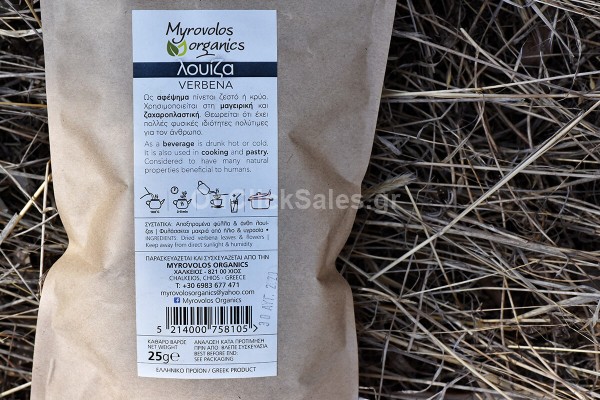 Myrovolos
organics
λουιζα
VERBENA
Ως αφέψημα πίνεται ζεστό ή κρύο.
Χρησιμοποιείται στη μαγειρική και
ζαχαροπλαστική. Θεωρείται ότι έχει
πολλές φυσικές ιδιότητες πολύτιμες
για τον άνθρωπο.
As a beverage is drunk hot or cold.
It is also used in cooking and pastry.
Considered to have many natural
properties beneficial to humans.
ClickSales.gr
100°C
ΣΥΣΤΑΤΙΚΑ: Αποξηραμένα φύλλα & άνθη λουί-
ζας | Φυλάσσεται μακριά από ήλιο & υγρασία •
INGREDIENTS: Dried verbena leaves & flowers |
Keep away from direct sunlight & humidity
ΠΑΡΑΣΚΕΥΑΖΕΤΑΙ ΚΑΙ ΣΥΣΚΕΥΑΖΕΤΑΙ ΑΠΟ ΤΗΝ
MYROVOLOS ORGANICS
ΧΑΛΚΕΙΟΣ - 821 00 ΧΙΟΣ
CHALKEIOS, CHIOS - GREECE
T: +30 6983 677 471
myrovolosorganics@yahoo.com
Myrovolos Organics
5 214000 758105 >
ΚΑΘΑΡΟ ΒΑΡΟΣ
NET WEIGHT
25g℮
ΑΝΑΛΩΣΗ ΚΑΤΑ ΠΡΟΤΙΜΗΣΗ
ΠΡΙΝ ΑΠΟ: ΒΛΕΠΕ ΣΥΣΚΕΥΑΣΙΑ
BEST BEFORE END:
SEE PACKAGING
ΕΛΛΗΝΙΚΟ ΠΡΟΪΟΝ / GREEK PRODUCT